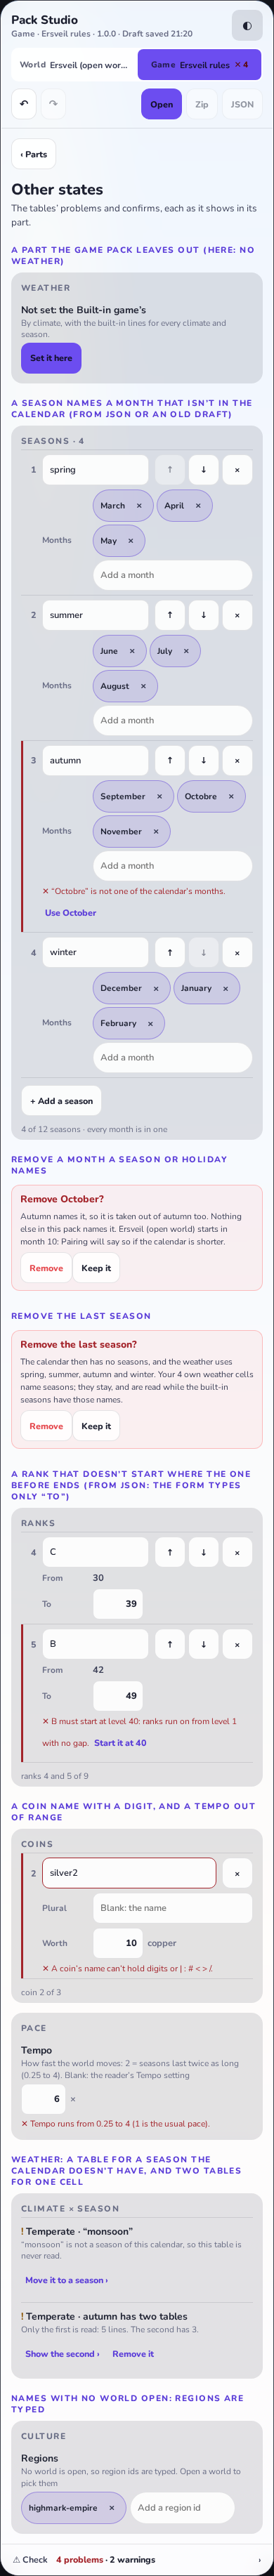 Pack Studio
Game · Ersveil rules · 1.0.0 · Draft saved 21:20
World Ersveil (open wor... Game Ersveil rules × 4
Open Zip JSON
‹ Parts
Other states
The tables' problems and confirms, each as it shows in its
part.
A PART THE GAME PACK LEAVES OUT (HERE: NO
WEATHER)
WEATHER
Not set: the Built-in game's
By climate, with the built-in lines for every climate and
season.
Set it here
A SEASON NAMES A MONTH THAT ISN'T IN THE
CALENDAR (FROM JSON OR AN OLD DRAFT)
SEASONS · 4
1 spring ↑ ↓ ×
March × April ×
Months
May ×
Add a month
2 summer ↑ ↓ ×
June × July ×
Months
August ×
Add a month
3 autumn ↑ ↓ ×
September × Octobre ×
Months
November ×
Add a month
× “Octobre” is not one of the calendar's months.
Use October
4 winter ↑ ↓ ×
December × January ×
Months
February ×
Add a month
+ Add a season
4 of 12 seasons · every month is in one
REMOVE A MONTH A SEASON OR HOLIDAY
NAMES
Remove October?
Autumn names it, so it is taken out of autumn too. Nothing
else in this pack names it. Ersveil (open world) starts in
month 10: Pairing will say so if the calendar is shorter.
Remove Keep it
REMOVE THE LAST SEASON
Remove the last season?
The calendar then has no seasons, and the weather uses
spring, summer, autumn and winter. Your 4 own weather cells
name seasons; they stay, and are read while the built-in
seasons have those names.
Remove Keep it
A RANK THAT DOESN'T START WHERE THE ONE
BEFORE ENDS (FROM JSON: THE FORM TYPES
ONLY “TO”)
RANKS
4 C ↑ ↓ ×
From 30
To 39
5 B ↑ ↓ ×
From 42
To 49
× B must start at level 40: ranks run on from level 1
with no gap. Start it at 40
ranks 4 and 5 of 9
A COIN NAME WITH A DIGIT, AND A TEMPO OUT
OF RANGE
COINS
2 silver2 ×
Plural Blank: the name
Worth 10 copper
× A coin's name can't hold digits or | : # < > /.
coin 2 of 3
PACE
Tempo
How fast the world moves: 2 = seasons last twice as long
(0.25 to 4). Blank: the reader's Tempo setting
6 ×
× Tempo runs from 0.25 to 4 (1 is the usual pace).
WEATHER: A TABLE FOR A SEASON THE
CALENDAR DOESN'T HAVE, AND TWO TABLES
FOR ONE CELL
CLIMATE × SEASON
! Temperate · “monsoon”
“monsoon” is not a season of this calendar, so this table is
never read.
Move it to a season ›
! Temperate · autumn has two tables
Only the first is read: 5 lines. The second has 3.
Show the second › Remove it
NAMES WITH NO WORLD OPEN: REGIONS ARE
TYPED
CULTURE
Regions
No world is open, so region ids are typed. Open a world to
pick them
highmark-empire × Add a region id
⚠ Check 4 problems · 2 warnings ›